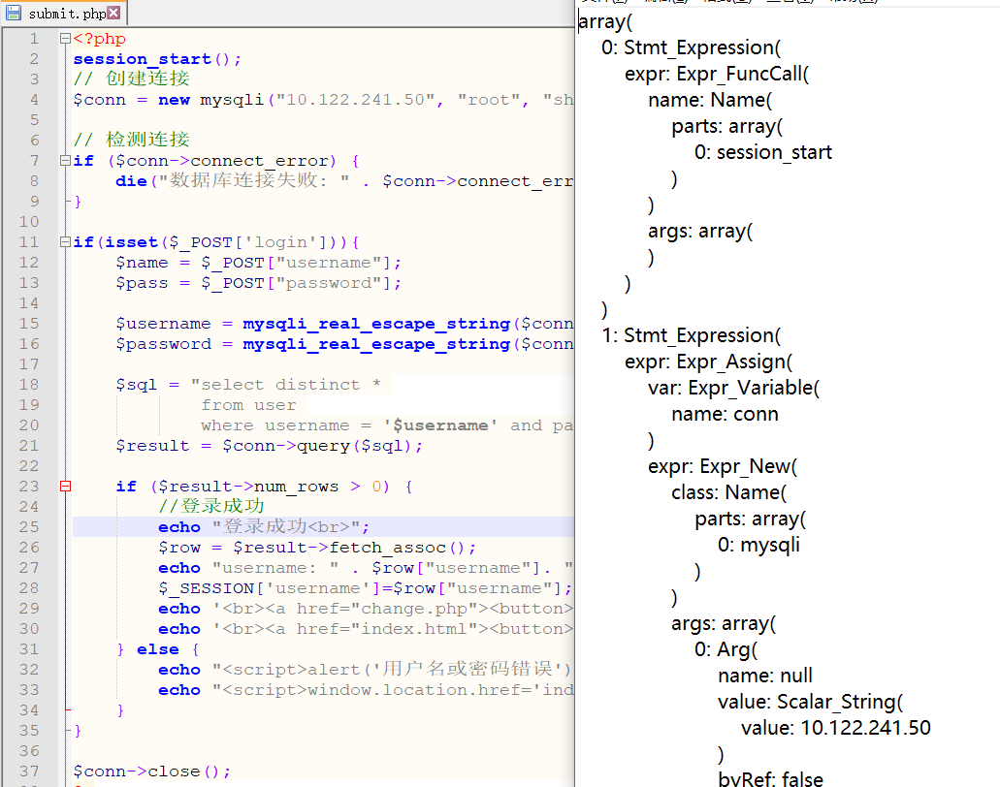 submit.php
1 <?php
2 session_start();
3 // 创建连接
4 $conn = new mysqli("10.122.241.50", "root", "sh
5
6 // 检测连接
7 if ($conn->connect_error) {
8 die("数据库连接失败: " . $conn->connect_err
9 }
10
11 if(isset($_POST['login'])){
12 $name = $_POST["username"];
13 $pass = $_POST["password"];
14
15 $username = mysqli_real_escape_string($conn
16 $password = mysqli_real_escape_string($conn
17
18 $sql = "select distinct *
19 from user
20 where username = '$username' and pa
21 $result = $conn->query($sql);
22
23 if ($result->num_rows > 0) {
24 //登录成功
25 echo "登录成功<br>";
26 $row = $result->fetch_assoc();
27 echo "username: " . $row["username"]. "
28 $_SESSION['username']=$row["username"];
29 echo '<br><a href="change.php"><button>
30 echo '<br><a href="index.html"><button>
31 } else {
32 echo "<script>alert('用户名或密码错误')
33 echo "<script>window.location.href='ind
34 }
35 }
36
37 $conn->close();
array(
0: Stmt_Expression(
expr: Expr_FuncCall(
name: Name(
parts: array(
0: session_start
)
)
args: array(
)
)
)
1: Stmt_Expression(
expr: Expr_Assign(
var: Expr_Variable(
name: conn
)
expr: Expr_New(
class: Name(
parts: array(
0: mysqli
)
)
args: array(
0: Arg(
name: null
value: Scalar_String(
value: 10.122.241.50
)
byRef: false